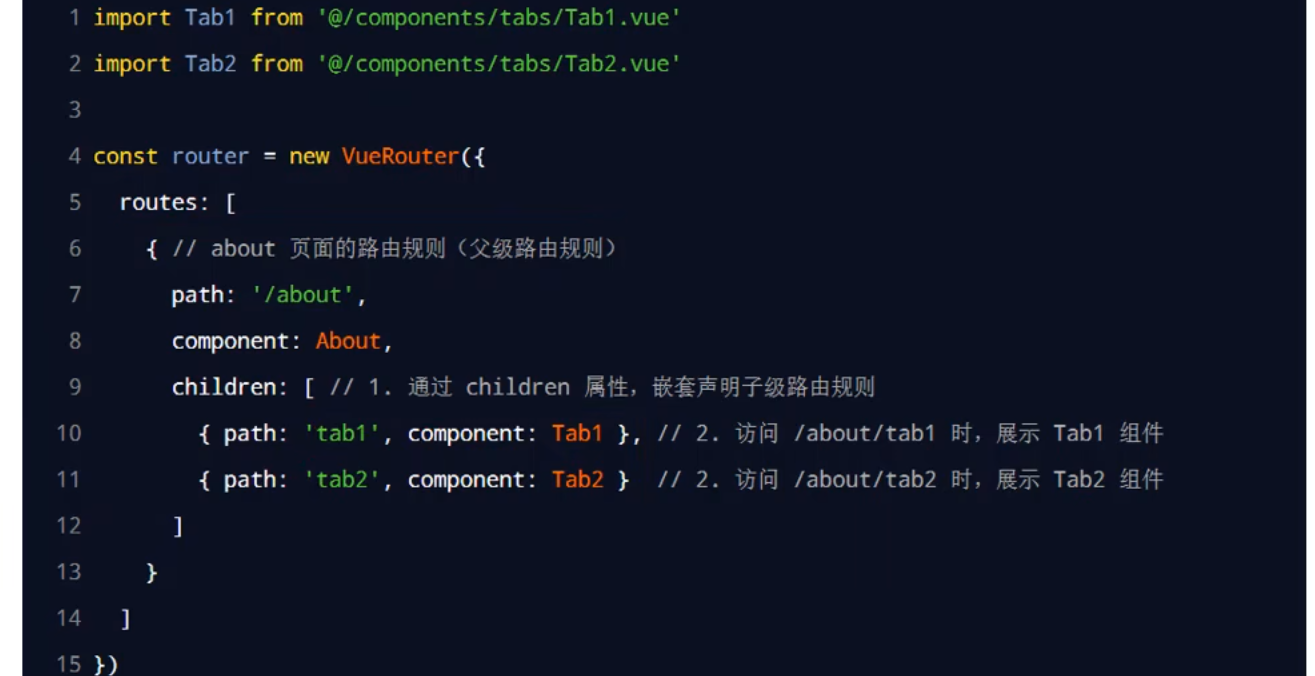 1 import Tab1 from '@/components/tabs/Tab1.vue'
2 import Tab2 from '@/components/tabs/Tab2.vue'
3
4 const router = new VueRouter({
5   routes: [
6     { // about 页面的路由规则（父级路由规则）
7       path: '/about',
8       component: About,
9       children: [ // 1. 通过 children 属性，嵌套声明子级路由规则
10         { path: 'tab1', component: Tab1 }, // 2. 访问 /about/tab1 时，展示 Tab1 组件
11         { path: 'tab2', component: Tab2 }  // 2. 访问 /about/tab2 时，展示 Tab2 组件
12       ]
13     }
14   ]
15 })